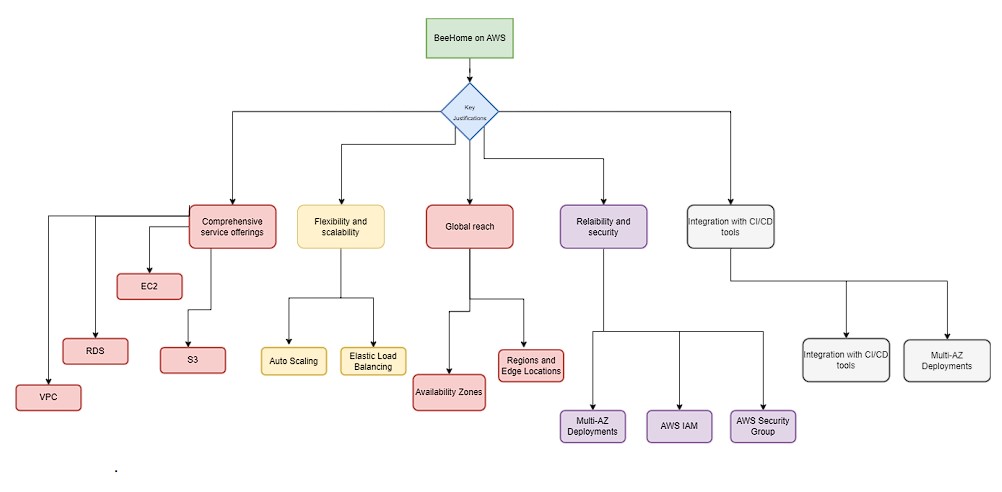 BeeHome on AWS
Key
Justifications
Comprehensive
service offerings
Flexibility and
scalability
Global reach
Relaibility and
security
Integration with CI/CD
tools
EC2
RDS
S3
VPC
Auto Scaling
Elastic Load
Balancing
Availability Zones
Regions and
Edge Locations
Multi-AZ
Deployments
AWS IAM
AWS Security
Group
Integration with CI/CD
tools
Multi-AZ
Deployments
.